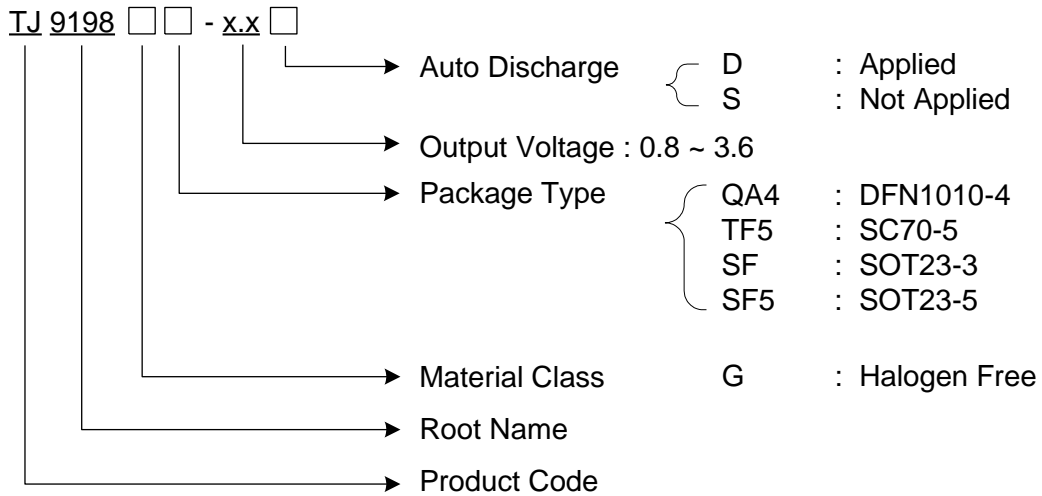 TJ 9198 □ □ - x.x □
Auto Discharge D : Applied
S : Not Applied
Output Voltage : 0.8 ~ 3.6
Package Type QA4 : DFN1010-4
TF5 : SC70-5
SF : SOT23-3
SF5 : SOT23-5
Material Class G : Halogen Free
Root Name
Product Code